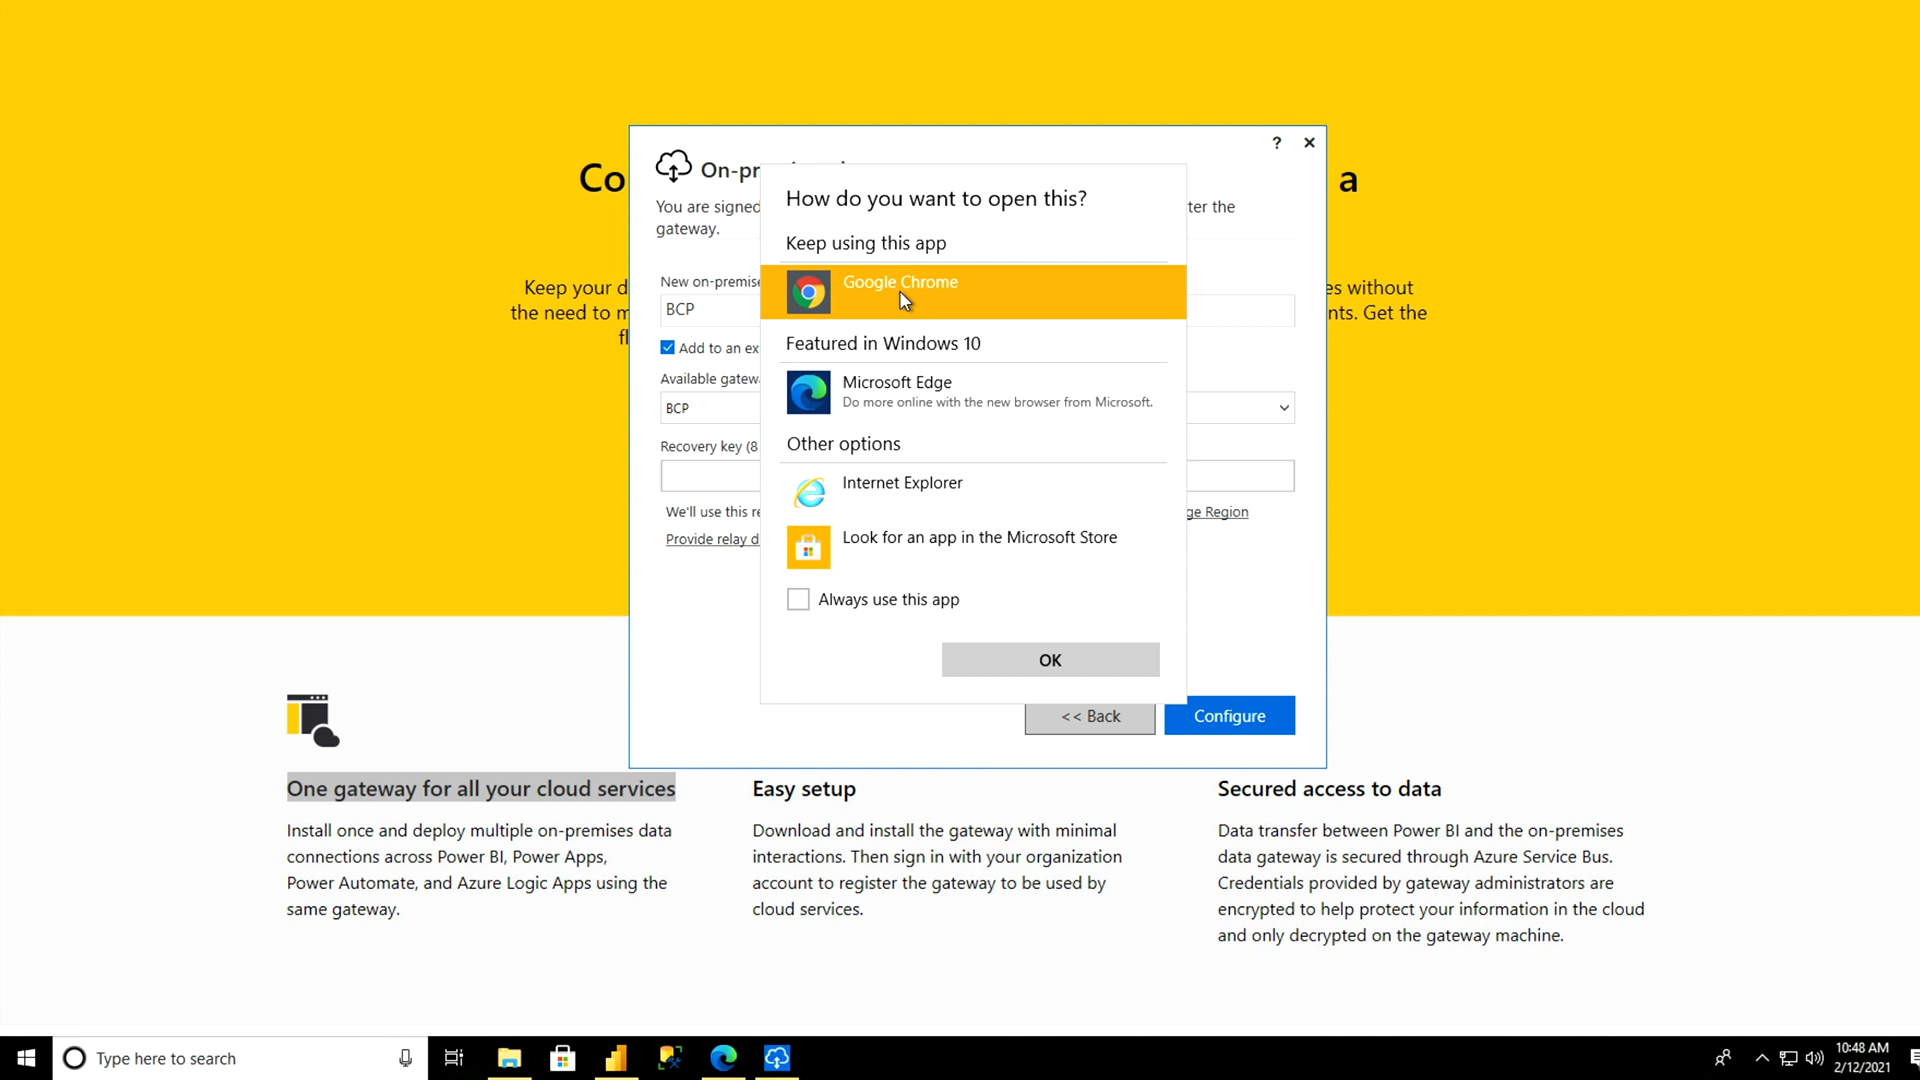 Co
a
Keep your d
es without
the need to m
nts. Get the
fl
? ×
On-pr
You are signed
ter the
gateway.
New on-premise
BCP
Add to an ex
Available gatew
BCP
Recovery key (8
We'll use this re
ge Region
Provide relay d
How do you want to open this?
Keep using this app
Google Chrome
Featured in Windows 10
Microsoft Edge
Do more online with the new browser from Microsoft.
Other options
Internet Explorer
Look for an app in the Microsoft Store
Always use this app
OK
<< Back
Configure
One gateway for all your cloud services
Install once and deploy multiple on-premises data
connections across Power BI, Power Apps,
Power Automate, and Azure Logic Apps using the
same gateway.
Easy setup
Download and install the gateway with minimal
interactions. Then sign in with your organization
account to register the gateway to be used by
cloud services.
Secured access to data
Data transfer between Power BI and the on-premises
data gateway is secured through Azure Service Bus.
Credentials provided by gateway administrators are
encrypted to help protect your information in the cloud
and only decrypted on the gateway machine.
Type here to search
10:48 AM
2/12/2021